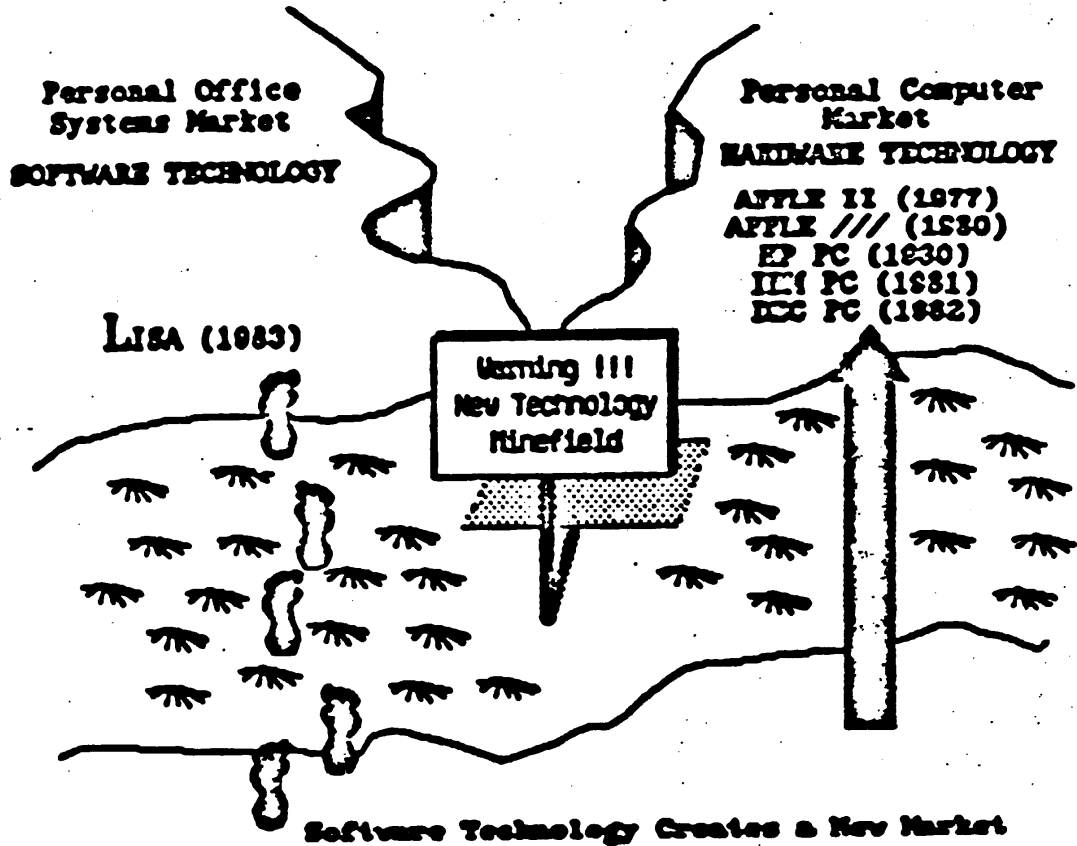 Personal Office
Systems Market
SOFTWARE TECHNOLOGY
Personal Computer
Market
HARDWARE TECHNOLOGY
APPLE II (1977)
APPLE /// (1980)
HP PC (1980)
IBM PC (1981)
DEC PC (1982)
LISA (1983)
Warning !!!
New Technology
Minefield
Software Technology Creates a New Market